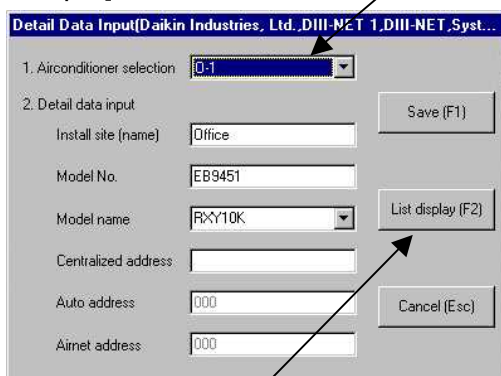 Detail Data Input(Daikin Industries, Ltd.,DIII-NET 1,DIII-NET,Syst...
1. Airconditioner selection 0-1
2. Detail data input
Save (F1)
Install site (name) Office
Model No. EB9451
Model name RXY10K
List display (F2)
Centralized address
Auto address 000
Cancel (Esc)
Airnet address 000